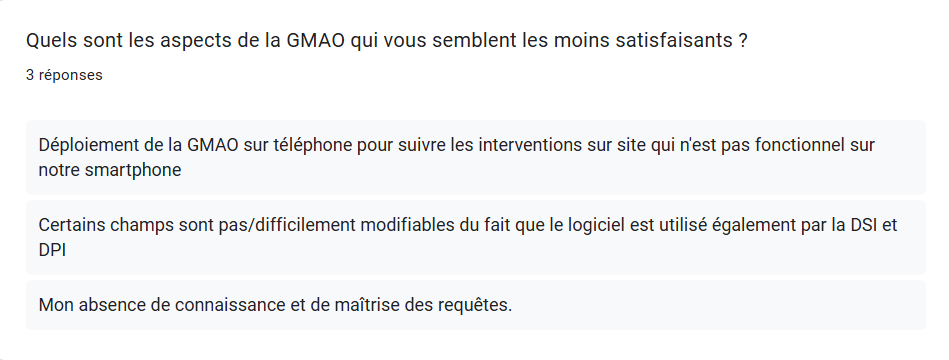 Quels sont les aspects de la GMAO qui vous semblent les moins satisfaisants ?
3 réponses
Déploiement de la GMAO sur téléphone pour suivre les interventions sur site qui n'est pas fonctionnel sur
notre smartphone
Certains champs sont pas/difficilement modifiables du fait que le logiciel est utilisé également par la DSI et
DPI
Mon absence de connaissance et de maîtrise des requêtes.